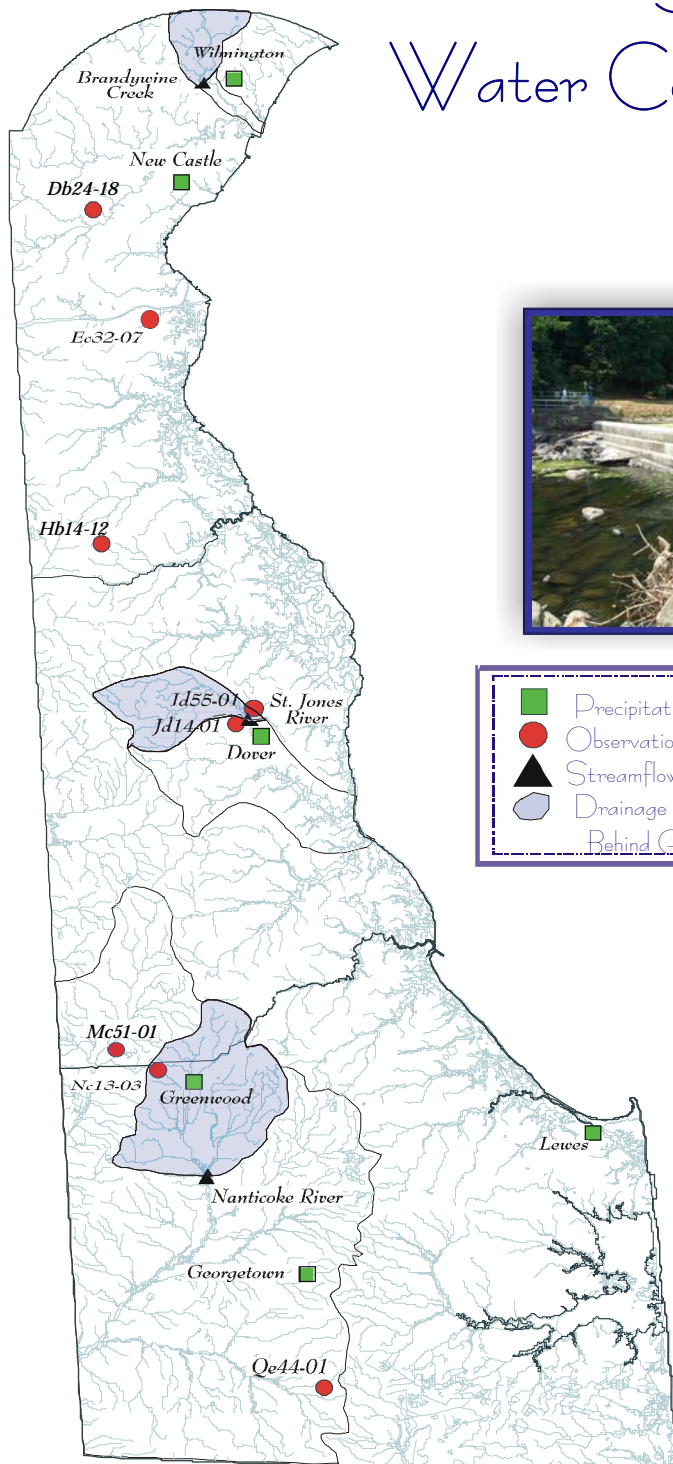 Water
Wilmington
Brandywine
Creek
New Castle
Db24-18
Ec32-07
Hb14-12
Id55-01
St. Jones
River
Jd14-01
Dover
Precipitat
Observatio
Streamflow
Drainage
Behind G
Mc51-01
Nc13-03
Greenwood
Lewes
Nanticoke River
Georgetown
Qe44-01